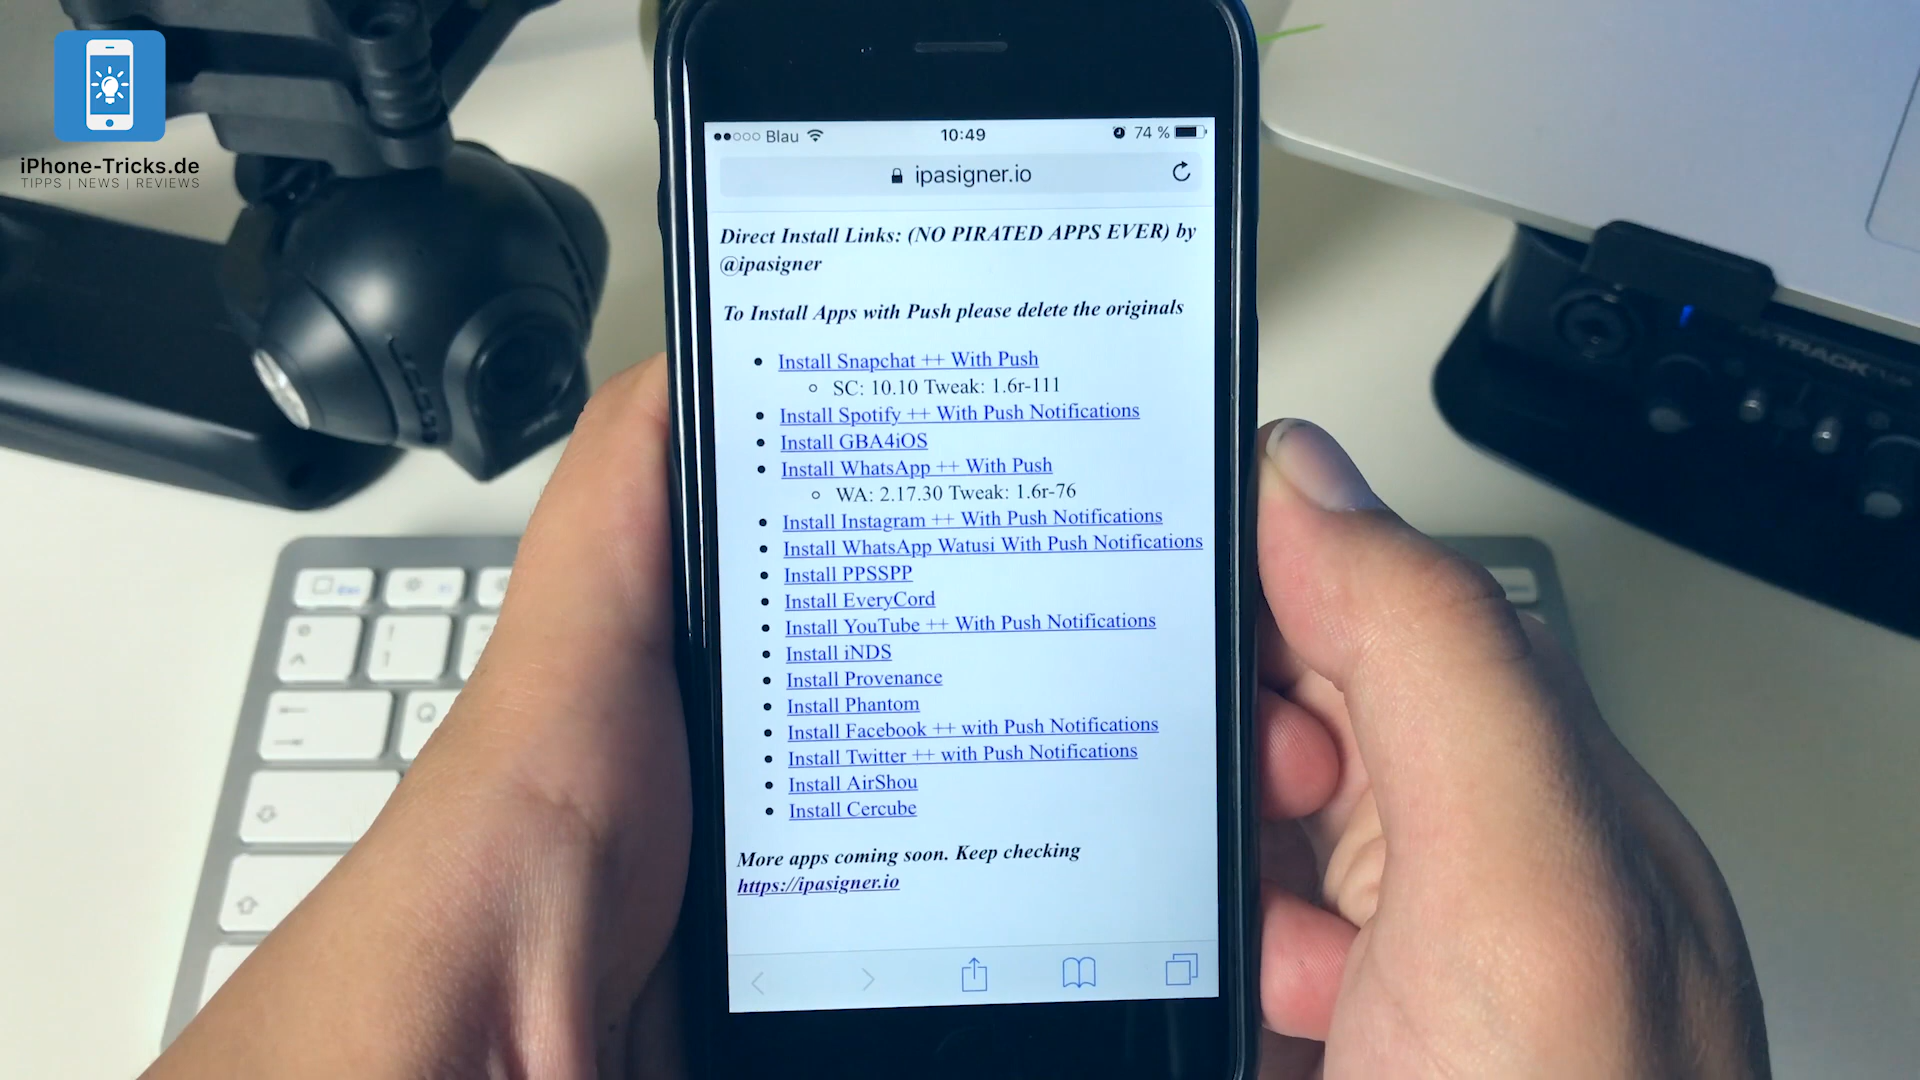 iPhone-Tricks.de
TIPPS | NEWS | REVIEWS
Blau 10:49 74 %
ipasigner.io
Direct Install Links: (NO PIRATED APPS EVER) by
@ipasigner
To Install Apps with Push please delete the originals
Install Snapchat ++ With Push
SC: 10.10 Tweak: 1.6r-111
Install Spotify ++ With Push Notifications
Install GBA4iOS
Install WhatsApp ++ With Push
WA: 2.17.30 Tweak: 1.6r-76
Install Instagram ++ With Push Notifications
Install WhatsApp Watusi With Push Notifications
Install PPSSPP
Install EveryCord
Install YouTube ++ With Push Notifications
Install iNDS
Install Provenance
Install Phantom
Install Facebook ++ with Push Notifications
Install Twitter ++ with Push Notifications
Install AirShou
Install Cercube
More apps coming soon. Keep checking
https://ipasigner.io
Q